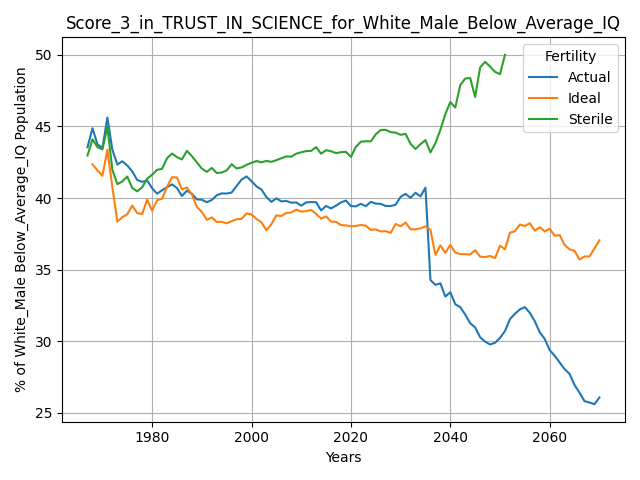 Score_3_in_TRUST_IN_SCIENCE_for_White_Male_Below_Average_IQ
% of White_Male Below_Average_IQ Population
50
45
40
35
30
25
Fertility
Actual
Ideal
Sterile
1980
2000
2020
2040
2060
Years